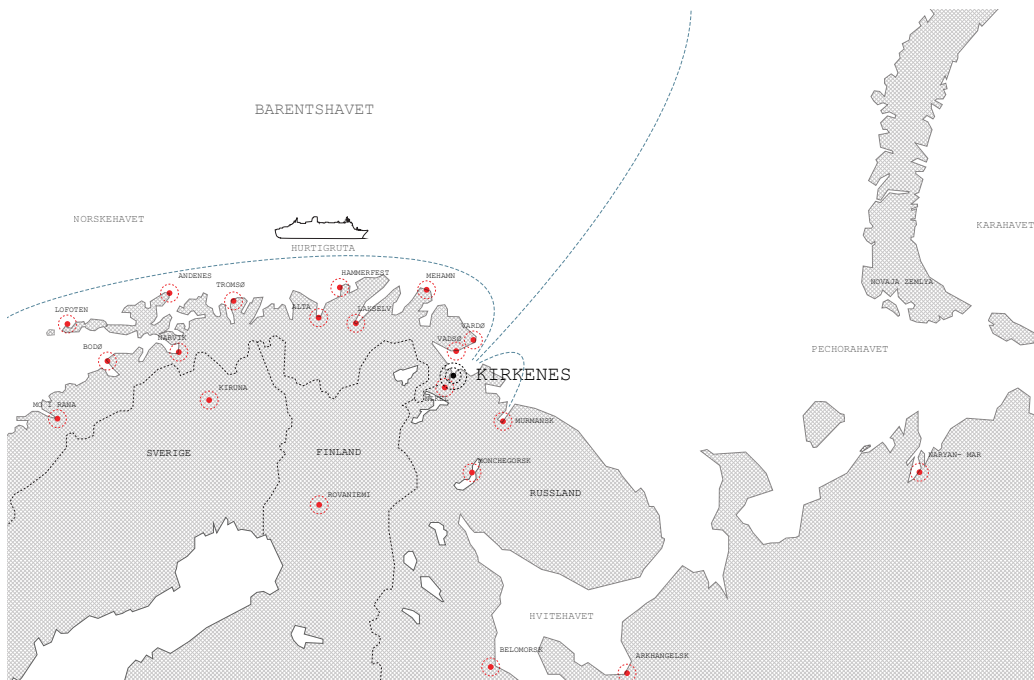 BARENTSHAVET
NORSKEHAVET
KARAHAVET
HURTIGRUTA
ANDENES
HAMMERFEST
MEHAMN
TROMSØ
NOVAJA ZEMLYA
LOFOTEN
ALTA
LAKSELV
VARDØ
NARVIK
VADSØ
BODØ
PECHORAHAVET
KIRKENES
KIRUNA
MO I RANA
MURMANSK
SVERIGE
FINLAND
NARYAN- MAR
MONCHEGORSK
ROVANIEMI
RUSSLAND
HVITEHAVET
BELOMORSK
ARKHANGELSK